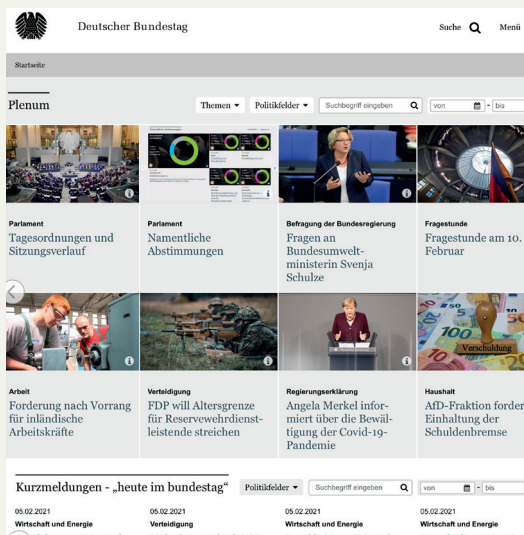 Deutscher Bundestag
Suche
Menü
Startseite
Plenum
Themen
Politikfelder
Suchbegriff eingeben
von
-
bis
Parlament
Tagesordnungen und
Sitzungsverlauf
Parlament
Namentliche
Abstimmungen
Befragung der Bundesregierung
Fragen an
Bundesumwelt-
ministerin Svenja
Schulze
Fragestunde
Fragestunde am 10.
Februar
Verschuldung
Arbeit
Forderung nach Vorrang
für inländische
Arbeitskräfte
Verteidigung
FDP will Altersgrenze
für Reservewehrdienst-
leistende streichen
Regierungserklärung
Angela Merkel infor-
miert über die Bewäl-
tigung der Covid-19-
Pandemie
Haushalt
AfD-Fraktion forder
Einhaltung der
Schuldenbremse
Kurzmeldungen - „heute im bundestag“
Politikfelder
Suchbegriff eingeben
von
-
bis
05.02.2021
Wirtschaft und Energie
05.02.2021
Verteidigung
05.02.2021
Wirtschaft und Energie
05.02.2021
Wirtschaft und Energie